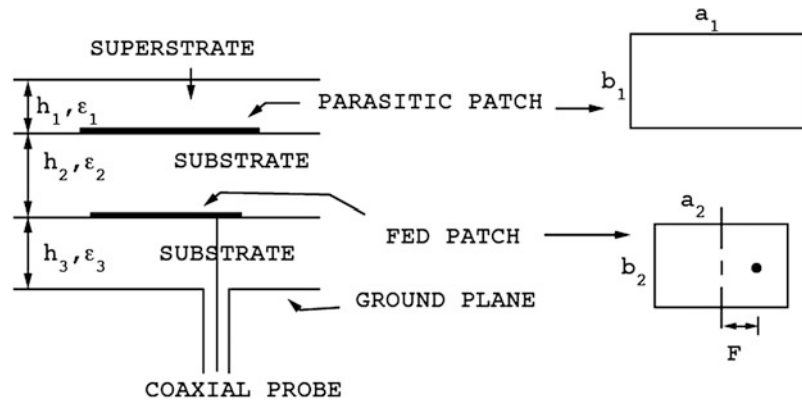 SUPERSTRATE
a₁
h₁,ε₁
PARASITIC PATCH
b₁
h₂,ε₂
SUBSTRATE
a₂
FED PATCH
h₃,ε₃
SUBSTRATE
b₂
GROUND PLANE
F
COAXIAL PROBE